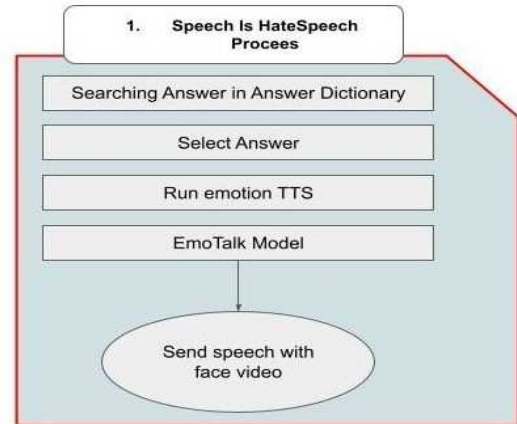 1. Speech Is HateSpeech
Procees
Searching Answer in Answer Dictionary
Select Answer
Run emotion TTS
EmoTalk Model
Send speech with
face video